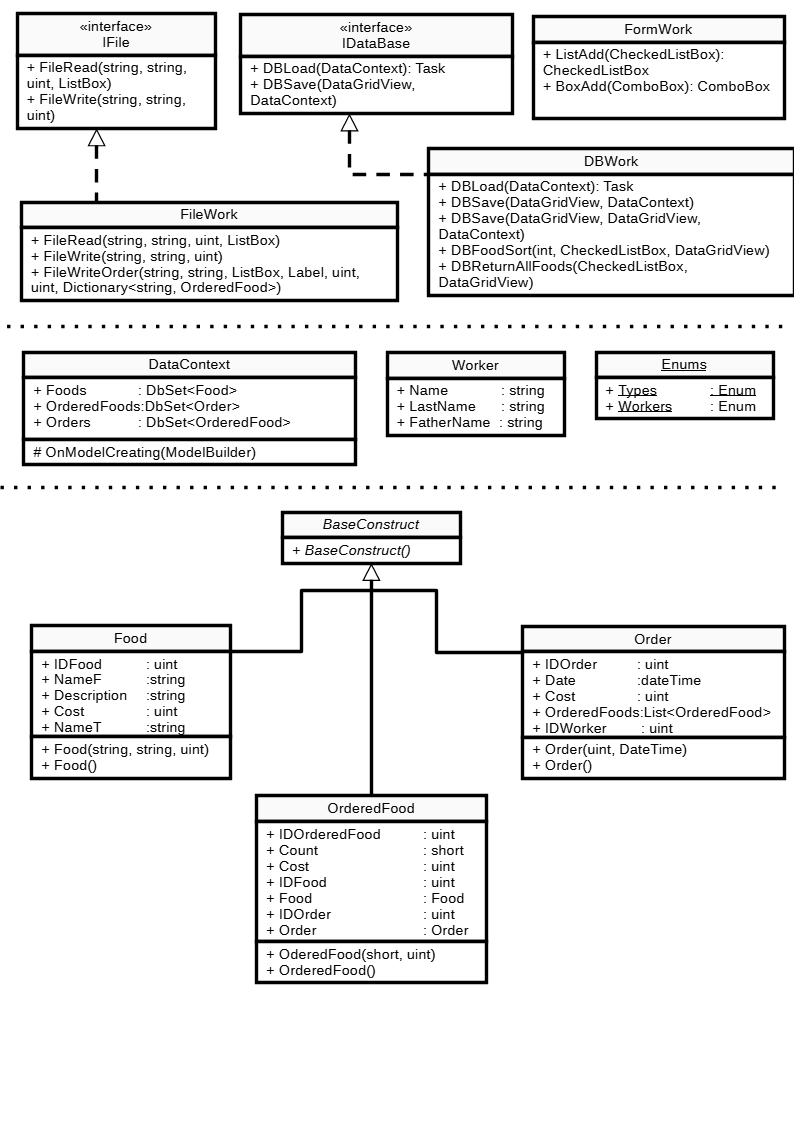 «interface»
IFile
+ FileRead(string, string,
uint, ListBox)
+ FileWrite(string, string,
uint)
«interface»
IDataBase
+ DBLoad(DataContext): Task
+ DBSave(DataGridView,
DataContext)
FormWork
+ ListAdd(CheckedListBox):
CheckedListBox
+ BoxAdd(ComboBox): ComboBox
FileWork
+ FileRead(string, string, uint, ListBox)
+ FileWrite(string, string, uint)
+ FileWriteOrder(string, string, ListBox, Label, uint,
uint, Dictionary<string, OrderedFood>)
DBWork
+ DBLoad(DataContext): Task
+ DBSave(DataGridView, DataContext)
+ DBSave(DataGridView, DataGridView,
DataContext)
+ DBFoodSort(int, CheckedListBox, DataGridView)
+ DBReturnAllFoods(CheckedListBox,
DataGridView)
DataContext
+ Foods : DbSet<Food>
+ OrderedFoods:DbSet<Order>
+ Orders : DbSet<OrderedFood>
# OnModelCreating(ModelBuilder)
Worker
+ Name : string
+ LastName : string
+ FatherName : string
Enums
+ Types : Enum
+ Workers : Enum
BaseConstruct
+ BaseConstruct()
Food
+ IDFood : uint
+ NameF :string
+ Description :string
+ Cost : uint
+ NameT :string
+ Food(string, string, uint)
+ Food()
Order
+ IDOrder : uint
+ Date :dateTime
+ Cost : uint
+ OrderedFoods:List<OrderedFood>
+ IDWorker : uint
+ Order(uint, DateTime)
+ Order()
OrderedFood
+ IDOrderedFood : uint
+ Count : short
+ Cost : uint
+ IDFood : uint
+ Food : Food
+ IDOrder : uint
+ Order : Order
+ OderedFood(short, uint)
+ OrderedFood()